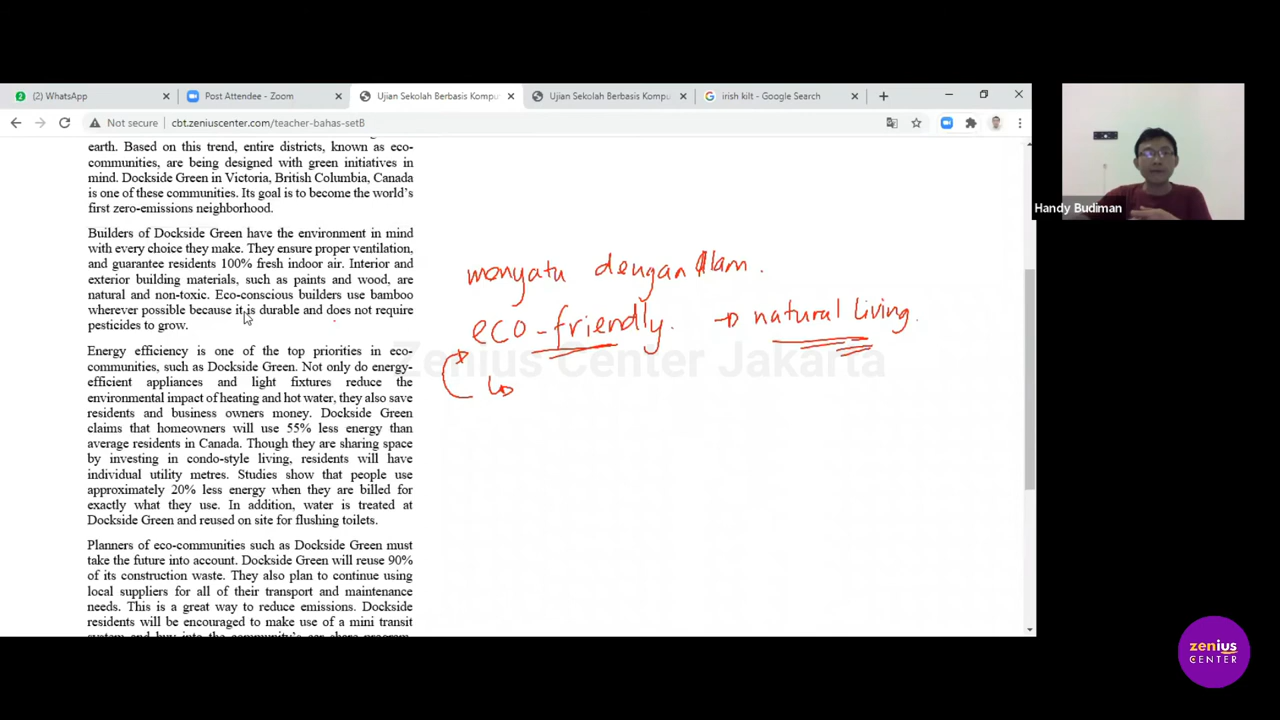 (2) WhatsApp
Post Attendee - Zoom
Ujian Sekolah Berbasis Kompu
Ujian Sekolah Berbasis Kompu
irish kilt - Google Search
Not secure
cbt.zeniuscenter.com/teacher-bahas-setB
earth. Based on this trend, entire districts, known as eco-
communities, are being designed with green initiatives in
mind. Dockside Green in Victoria, British Columbia, Canada
is one of these communities. Its goal is to become the world's
first zero-emissions neighborhood.
Builders of Dockside Green have the environment in mind
with every choice they make. They ensure proper ventilation,
and guarantee residents 100% fresh indoor air. Interior and
exterior building materials, such as paints and wood, are
natural and non-toxic. Eco-conscious builders use bamboo
wherever possible because it is durable and does not require
pesticides to grow.
Energy efficiency is one of the top priorities in eco-
communities, such as Dockside Green. Not only do energy-
efficient appliances and light fixtures reduce the
environmental impact of heating and hot water, they also save
residents and business owners money. Dockside Green
claims that homeowners will use 55% less energy than
average residents in Canada. Though they are sharing space
by investing in condo-style living, residents will have
individual utility metres. Studies show that people use
approximately 20% less energy when they are billed for
exactly what they use. In addition, water is treated at
Dockside Green and reused on site for flushing toilets.
Planners of eco-communities such as Dockside Green must
take the future into account. Dockside Green will reuse 90%
of its construction waste. They also plan to continue using
local suppliers for all of their transport and maintenance
needs. This is a great way to reduce emissions. Dockside
residents will be encouraged to make use of a mini transit
system and buy into the community's car share program.
menyatu dengan Alam.
eco-friendly. → natural living.
Zenius Center Jakarta
Handy Budiman
zenius
CENTER